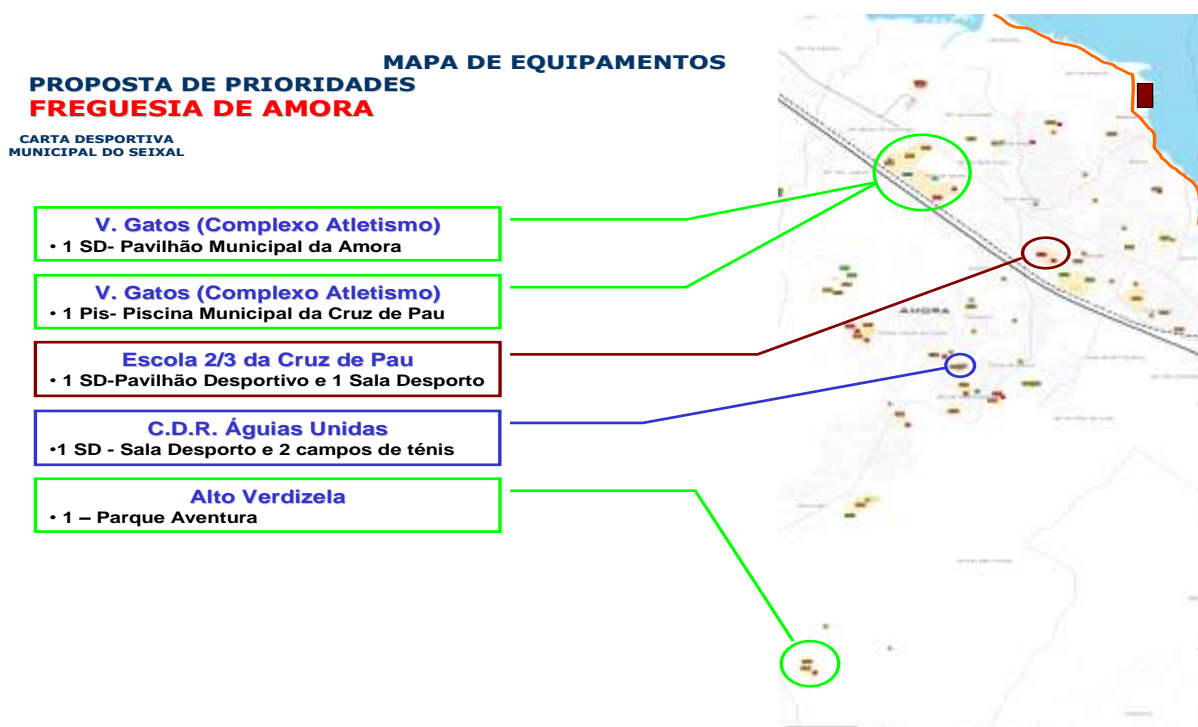 MAPA DE EQUIPAMENTOS
PROPOSTA DE PRIORIDADES
FREGUESIA DE AMORA
CARTA DESPORTIVA
MUNICIPAL DO SEIXAL
V. Gatos (Complexo Atletismo)
• 1 SD- Pavilhão Municipal da Amora
V. Gatos (Complexo Atletismo)
• 1 Pis- Piscina Municipal da Cruz de Pau
Escola 2/3 da Cruz de Pau
• 1 SD-Pavilhão Desportivo e 1 Sala Desporto
C.D.R. Águias Unidas
•1 SD - Sala Desporto e 2 campos de ténis
Alto Verdizela
• 1 – Parque Aventura
AMORA